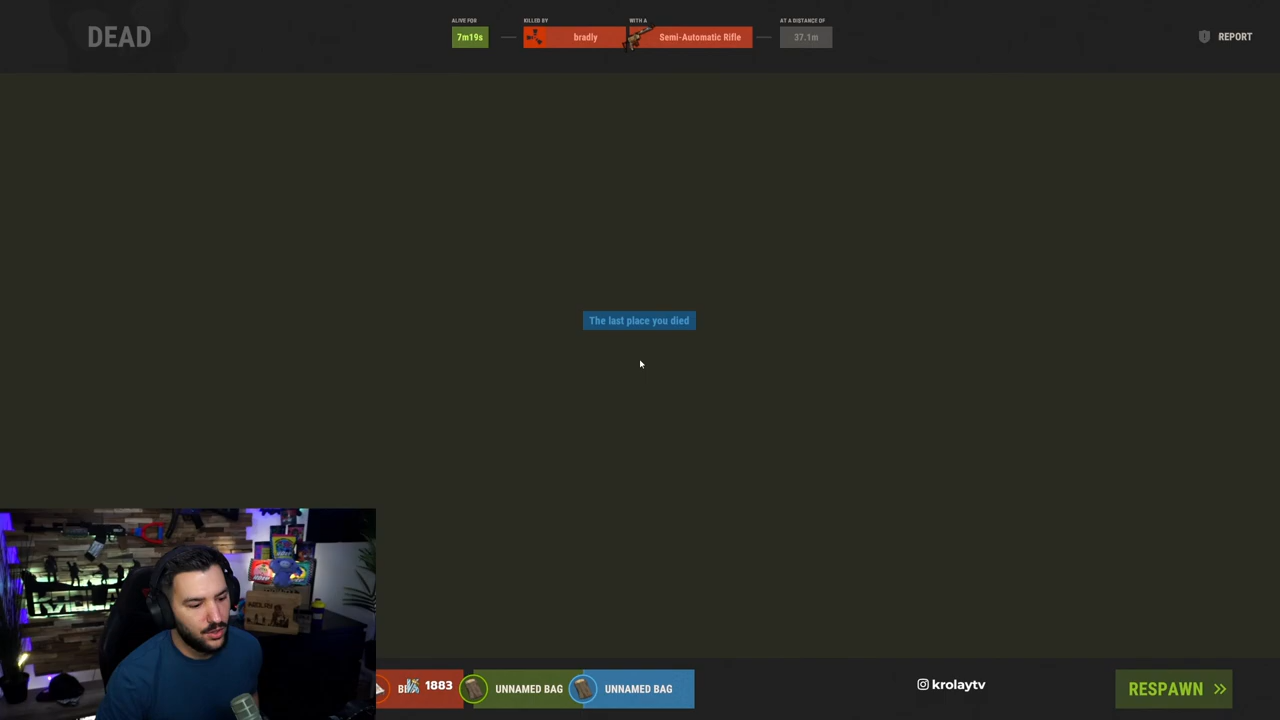 DEAD
ALIVE FOR
7m19s
KILLED BY
bradly
WITH A
Semi-Automatic Rifle
AT A DISTANCE OF
37.1m
REPORT
The last place you died
1883
UNNAMED BAG
UNNAMED BAG
krolaytv
RESPAWN